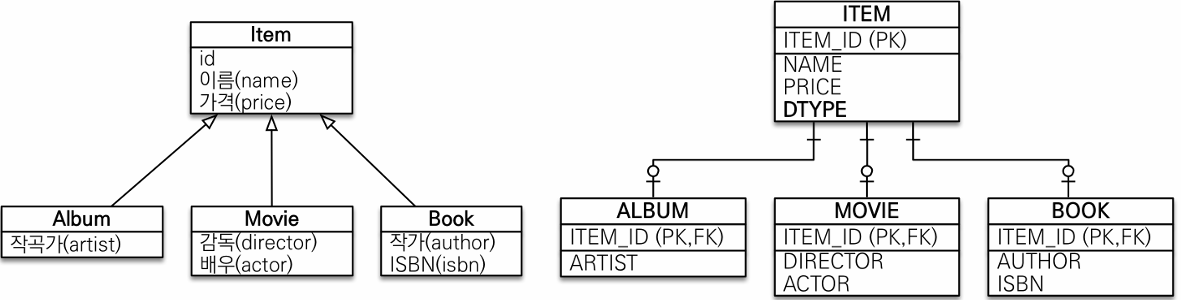 Item
id
이름(name)
가격(price)
Album
작곡가(artist)
Movie
감독(director)
배우(actor)
Book
작가(author)
ISBN(isbn)
ITEM
ITEM_ID (PK)
NAME
PRICE
DTYPE
ALBUM
ITEM_ID (PK,FK)
ARTIST
MOVIE
ITEM_ID (PK,FK)
DIRECTOR
ACTOR
BOOK
ITEM_ID (PK,FK)
AUTHOR
ISBN